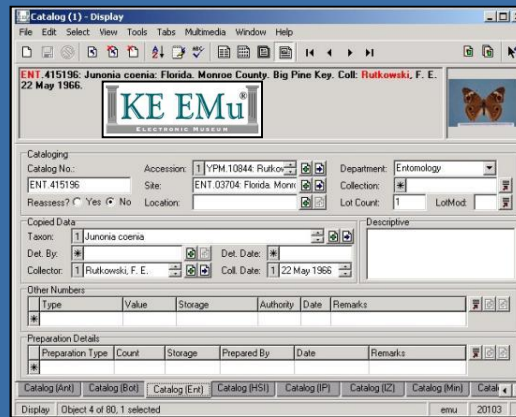 Catalog (1) - Display
File Edit Select View Tools Tabs Multimedia Window Help
ENT.415196: Junonia coenia: Florida. Monroe County. Big Pine Key. Coll: Rutkowski, F. E.
22 May 1966.
KE EMu®
ELECTRONIC MUSEUM
Cataloging
Catalog No.: Accession: 1 YPM.10844: Rutkow Department: Entomology
ENT.415196 Site: ENT.03704: Florida. Monro Collection:
Reassess? Yes No Location: Lot Count: 1 LotMod:
Copied Data Descriptive
Taxon: 1 Junonia coenia
Det. By: Det. Date:
Collector: 1 Rutkowski, F. E. Coll. Date: 1 22 May 1966
Other Numbers
Type Value Storage Authority Date Remarks
Preparation Details
Preparation Type Count Storage Prepared By Date Remarks
Catalog (Ant) Catalog (Bot) Catalog (Ent) Catalog (HSI) Catalog (IP) Catalog (IZ) Catalog (Min) Catal
Display Object 4 of 80, 1 selected emu 20103